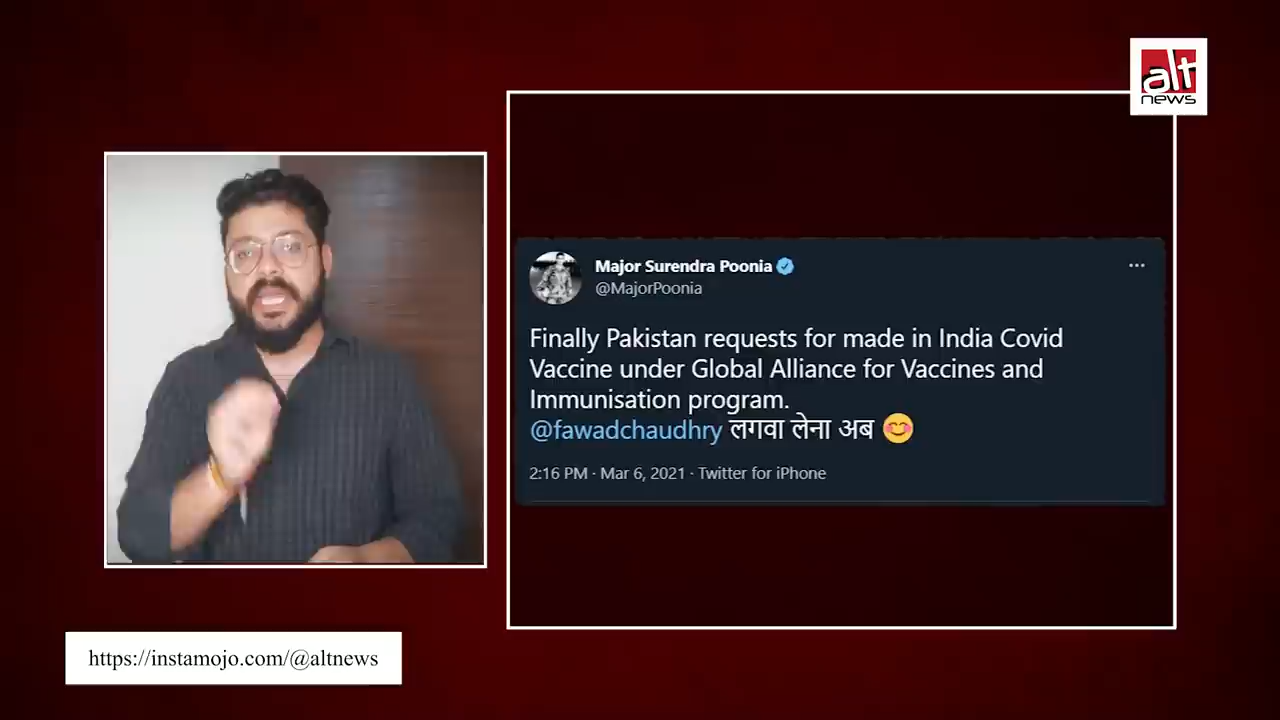 alt
news
Major Surendra Poonia
@MajorPoonia
Finally Pakistan requests for made in India Covid
Vaccine under Global Alliance for Vaccines and
Immunisation program.
@fawadchaudhry लगवा लेना अब 😊
2:16 PM · Mar 6, 2021 · Twitter for iPhone
https://instamojo.com/@altnews